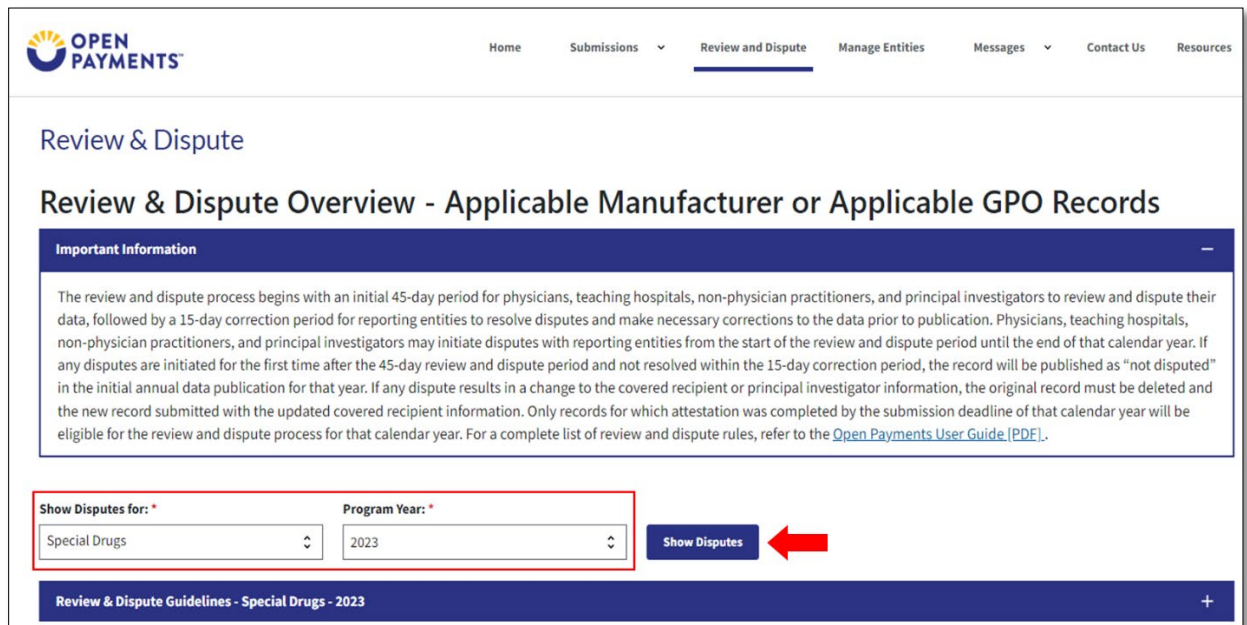 OPEN
PAYMENTS™
Home Submissions Review and Dispute Manage Entities Messages Contact Us Resources
Review & Dispute
Review & Dispute Overview - Applicable Manufacturer or Applicable GPO Records
Important Information
The review and dispute process begins with an initial 45-day period for physicians, teaching hospitals, non-physician practitioners, and principal investigators to review and dispute their
data, followed by a 15-day correction period for reporting entities to resolve disputes and make necessary corrections to the data prior to publication. Physicians, teaching hospitals,
non-physician practitioners, and principal investigators may initiate disputes with reporting entities from the start of the review and dispute period until the end of that calendar year. If
any disputes are initiated for the first time after the 45-day review and dispute period and not resolved within the 15-day correction period, the record will be published as “not disputed”
in the initial annual data publication for that year. If any dispute results in a change to the covered recipient or principal investigator information, the original record must be deleted and
the new record submitted with the updated covered recipient information. Only records for which attestation was completed by the submission deadline of that calendar year will be
eligible for the review and dispute process for that calendar year. For a complete list of review and dispute rules, refer to the Open Payments User Guide [PDF] .
Show Disputes for: * Program Year: *
Special Drugs 2023 Show Disputes
Review & Dispute Guidelines - Special Drugs - 2023